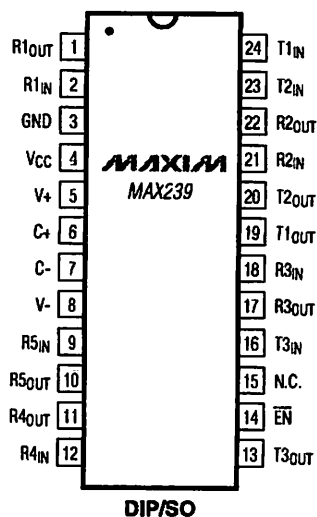 R1OUT 1
R1IN 2
GND 3
VCC 4
V+ 5
C+ 6
C- 7
V- 8
R5IN 9
R5OUT 10
R4OUT 11
R4IN 12
MAXIM
MAX239
24 T1IN
23 T2IN
22 R2OUT
21 R2IN
20 T2OUT
19 T1OUT
18 R3IN
17 R3OUT
16 T3IN
15 N.C.
14 E̅N̅
13 T3OUT
DIP/SO